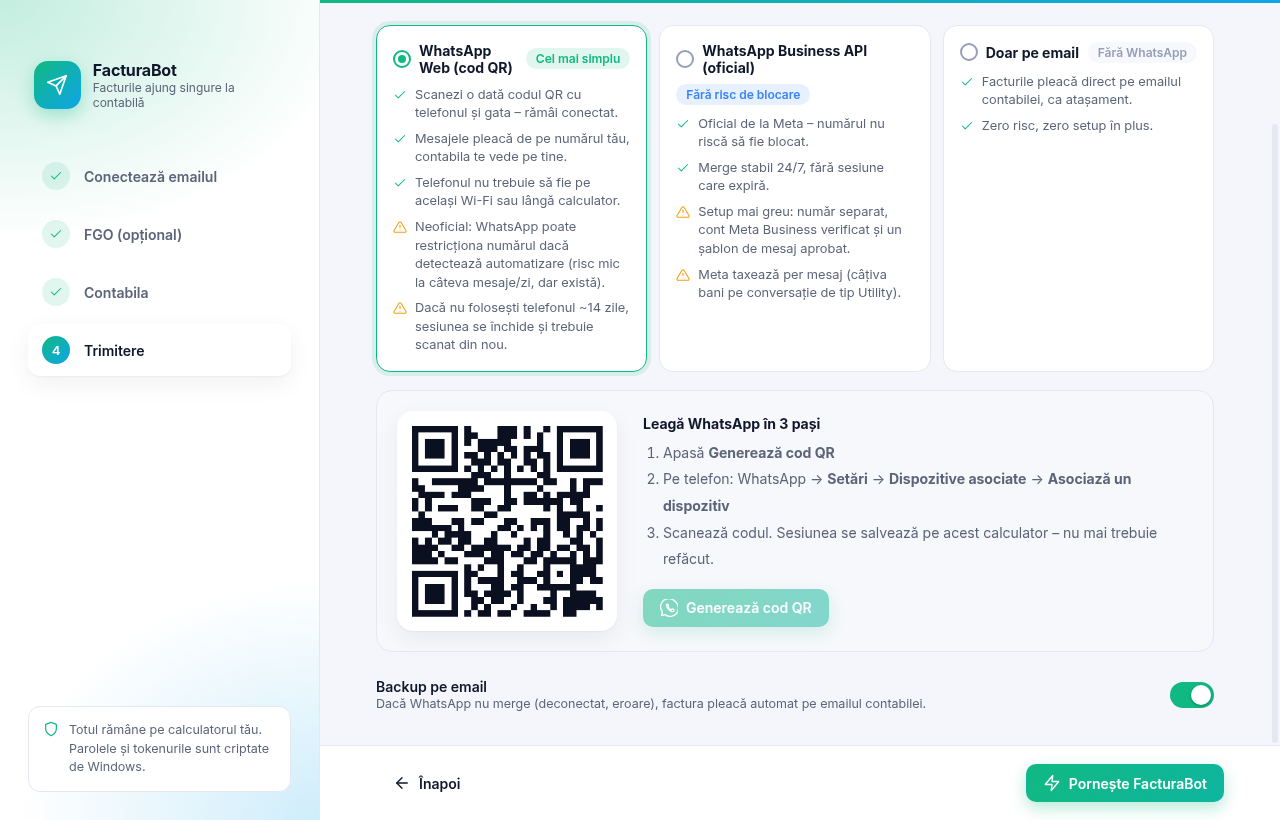 FacturaBot
Facturile ajung singure la
contabilă
Conectează emailul
FGO (opțional)
Contabila
4
Trimitere
Totul rămâne pe calculatorul tău.
Parolele și tokenurile sunt criptate
de Windows.
WhatsApp
Web (cod QR)
Cel mai simplu
Scanezi o dată codul QR cu
telefonul și gata – rămâi conectat.
Mesajele pleacă de pe numărul tău,
contabila te vede pe tine.
Telefonul nu trebuie să fie pe
același Wi-Fi sau lângă calculator.
Neoficial: WhatsApp poate
restricționa numărul dacă
detectează automatizare (risc mic
la câteva mesaje/zi, dar există).
Dacă nu folosești telefonul ~14 zile,
sesiunea se închide și trebuie
scanat din nou.
WhatsApp Business API
(oficial)
Fără risc de blocare
Oficial de la Meta – numărul nu
riscă să fie blocat.
Merge stabil 24/7, fără sesiune
care expiră.
Setup mai greu: număr separat,
cont Meta Business verificat și un
șablon de mesaj aprobat.
Meta taxează per mesaj (câțiva
bani pe conversație de tip Utility).
Doar pe email
Fără WhatsApp
Facturile pleacă direct pe emailul
contabilei, ca atașament.
Zero risc, zero setup în plus.
Leagă WhatsApp în 3 pași
1. Apasă Generează cod QR
2. Pe telefon: WhatsApp → Setări → Dispozitive asociate → Asociază un
dispozitiv
3. Scanează codul. Sesiunea se salvează pe acest calculator – nu mai trebuie
refăcut.
Generează cod QR
Backup pe email
Dacă WhatsApp nu merge (deconectat, eroare), factura pleacă automat pe emailul contabilei.
Înapoi
Pornește FacturaBot